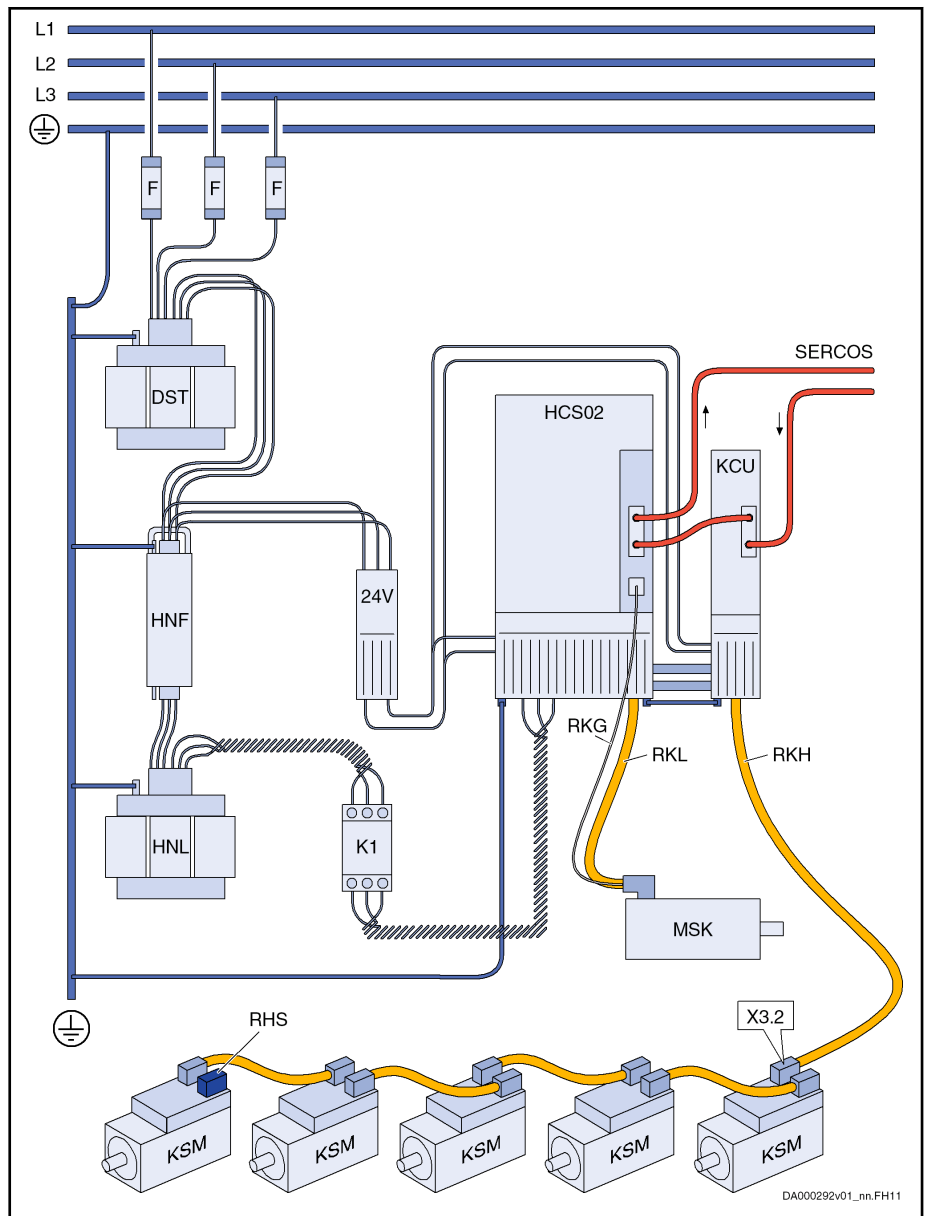 L1
L2
L3
F F F
SERCOS
DST
HCS02
KCU
24V
HNF
RKG
RKL
RKH
HNL
K1
MSK
RHS
X3.2
KSM KSM KSM KSM KSM
DA000292v01_nn.FH11